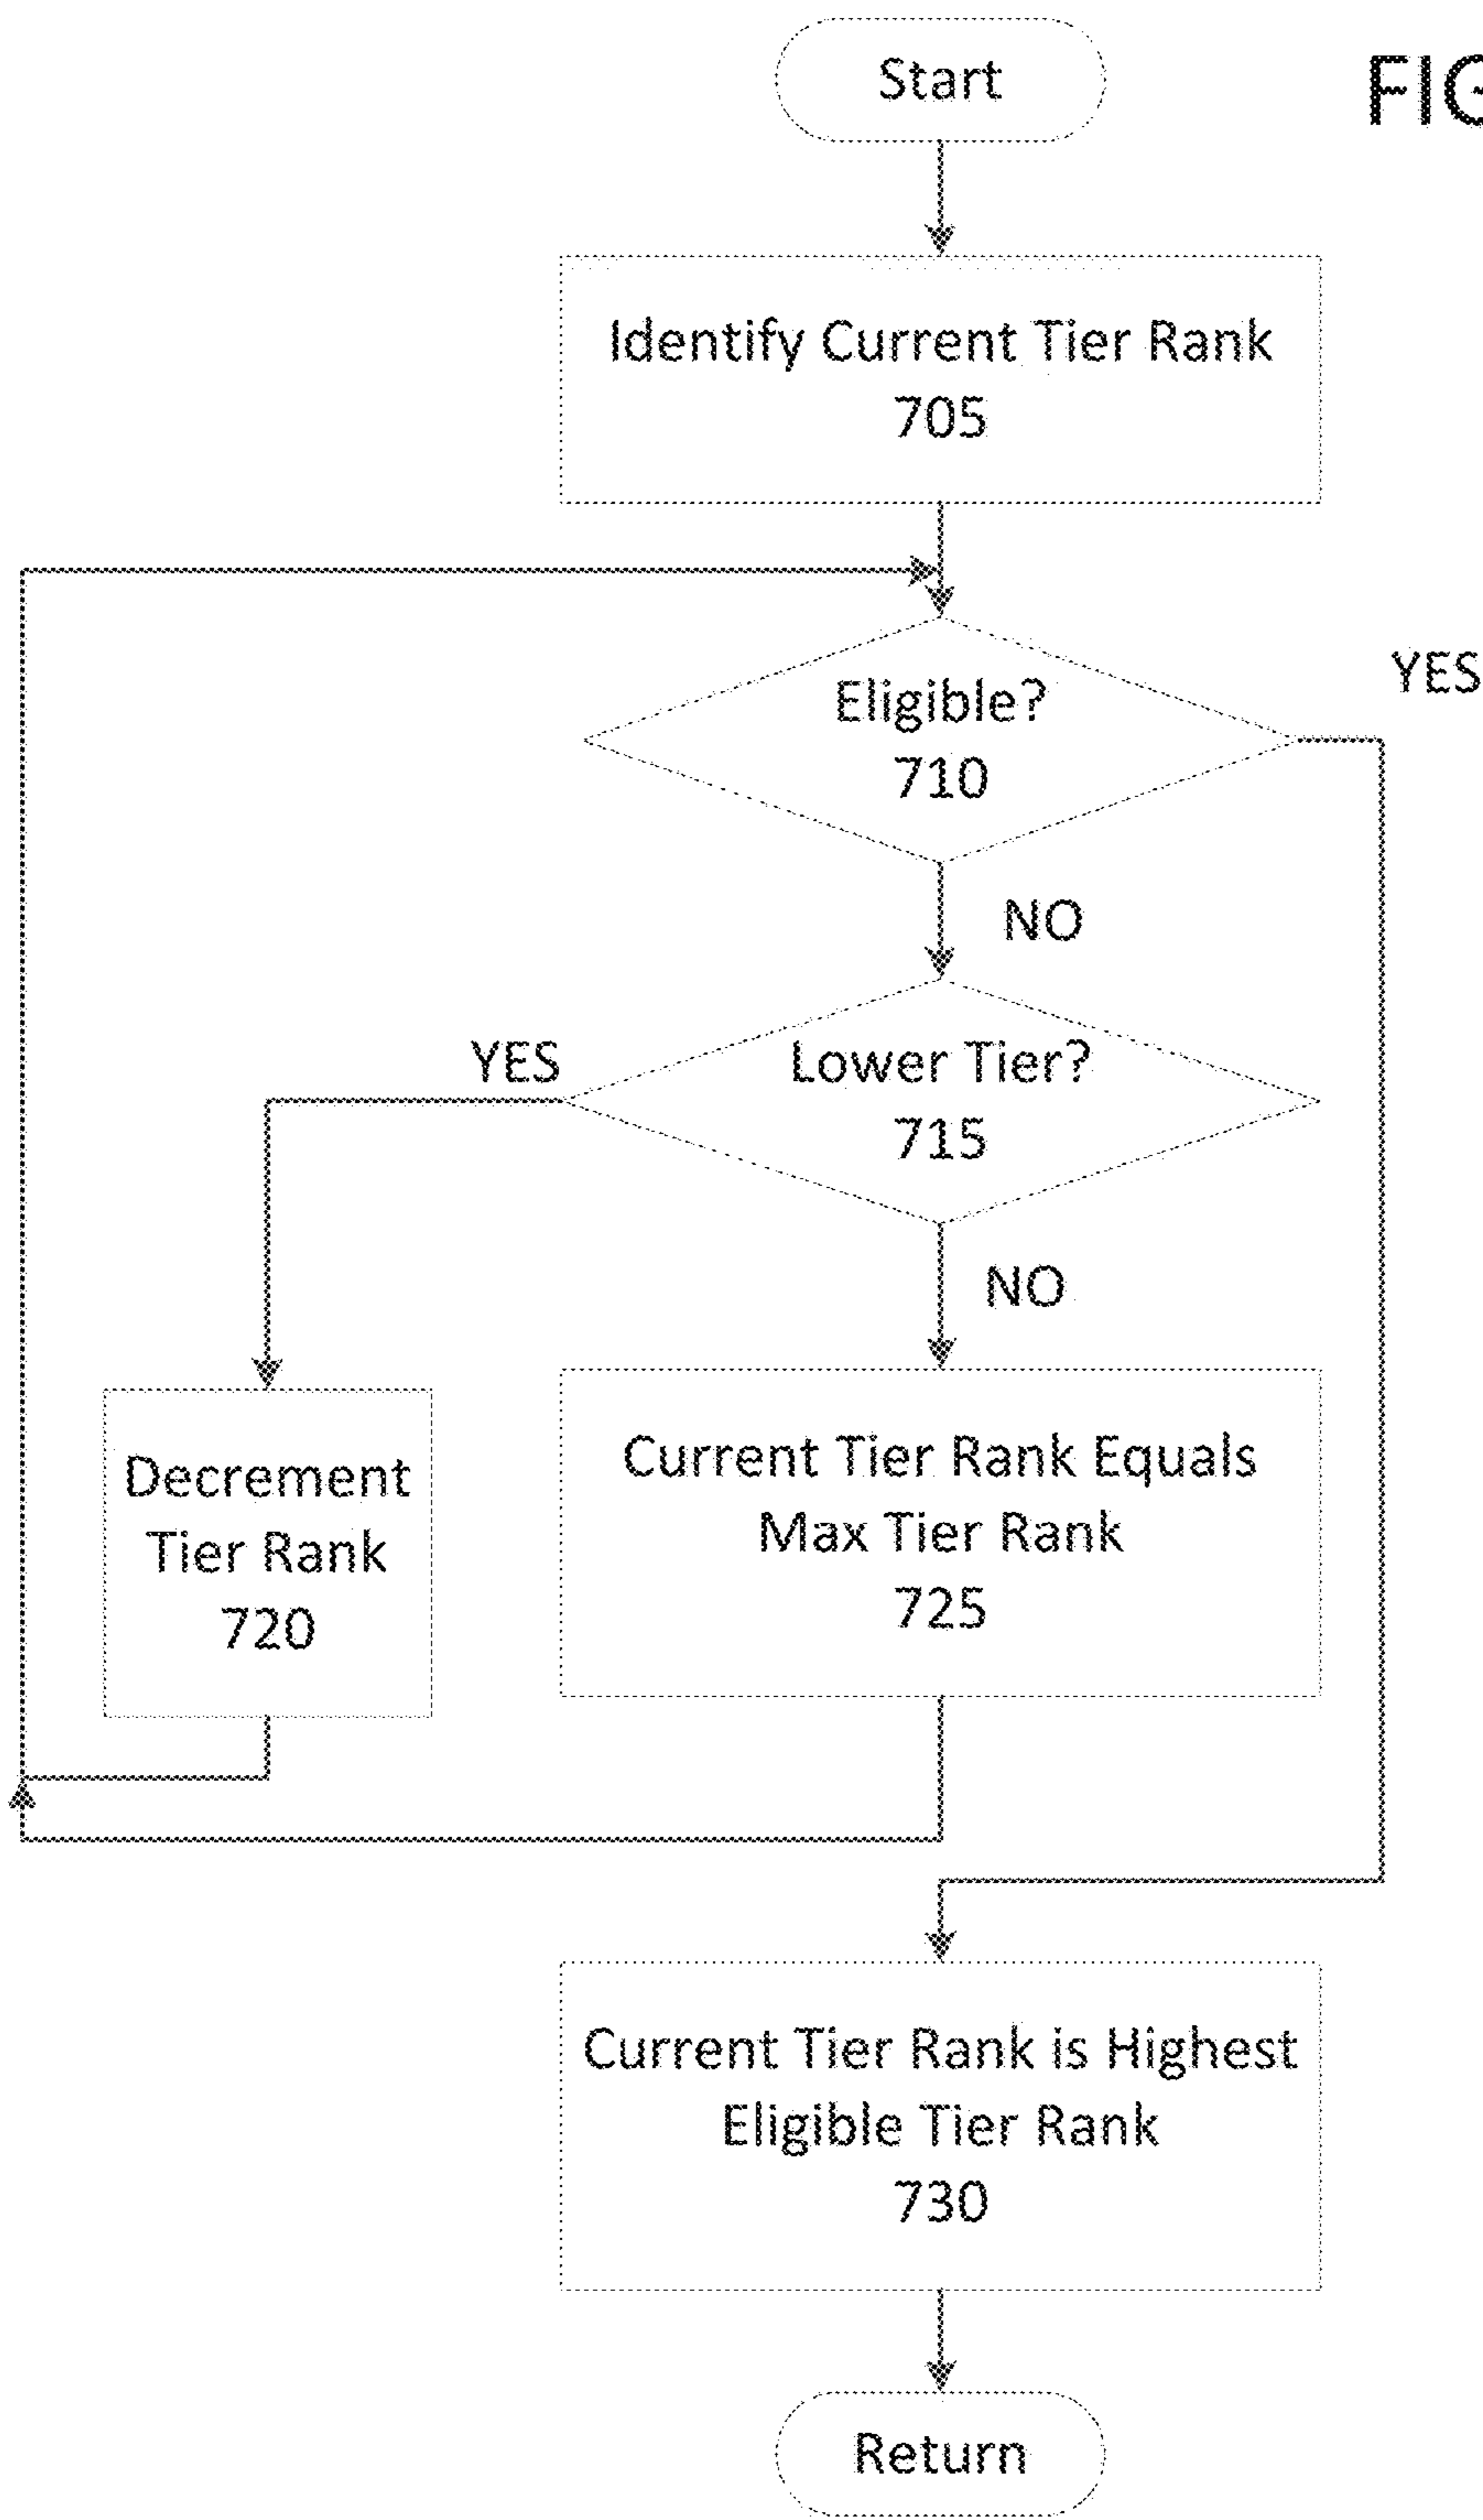 Start
FIG
Identify Current Tier Rank
705
Eligible?
710
YES
NO
Lower Tier?
715
YES
NO
Decrement
Tier Rank
720
Current Tier Rank Equals
Max Tier Rank
725
Current Tier Rank is Highest
Eligible Tier Rank
730
Return